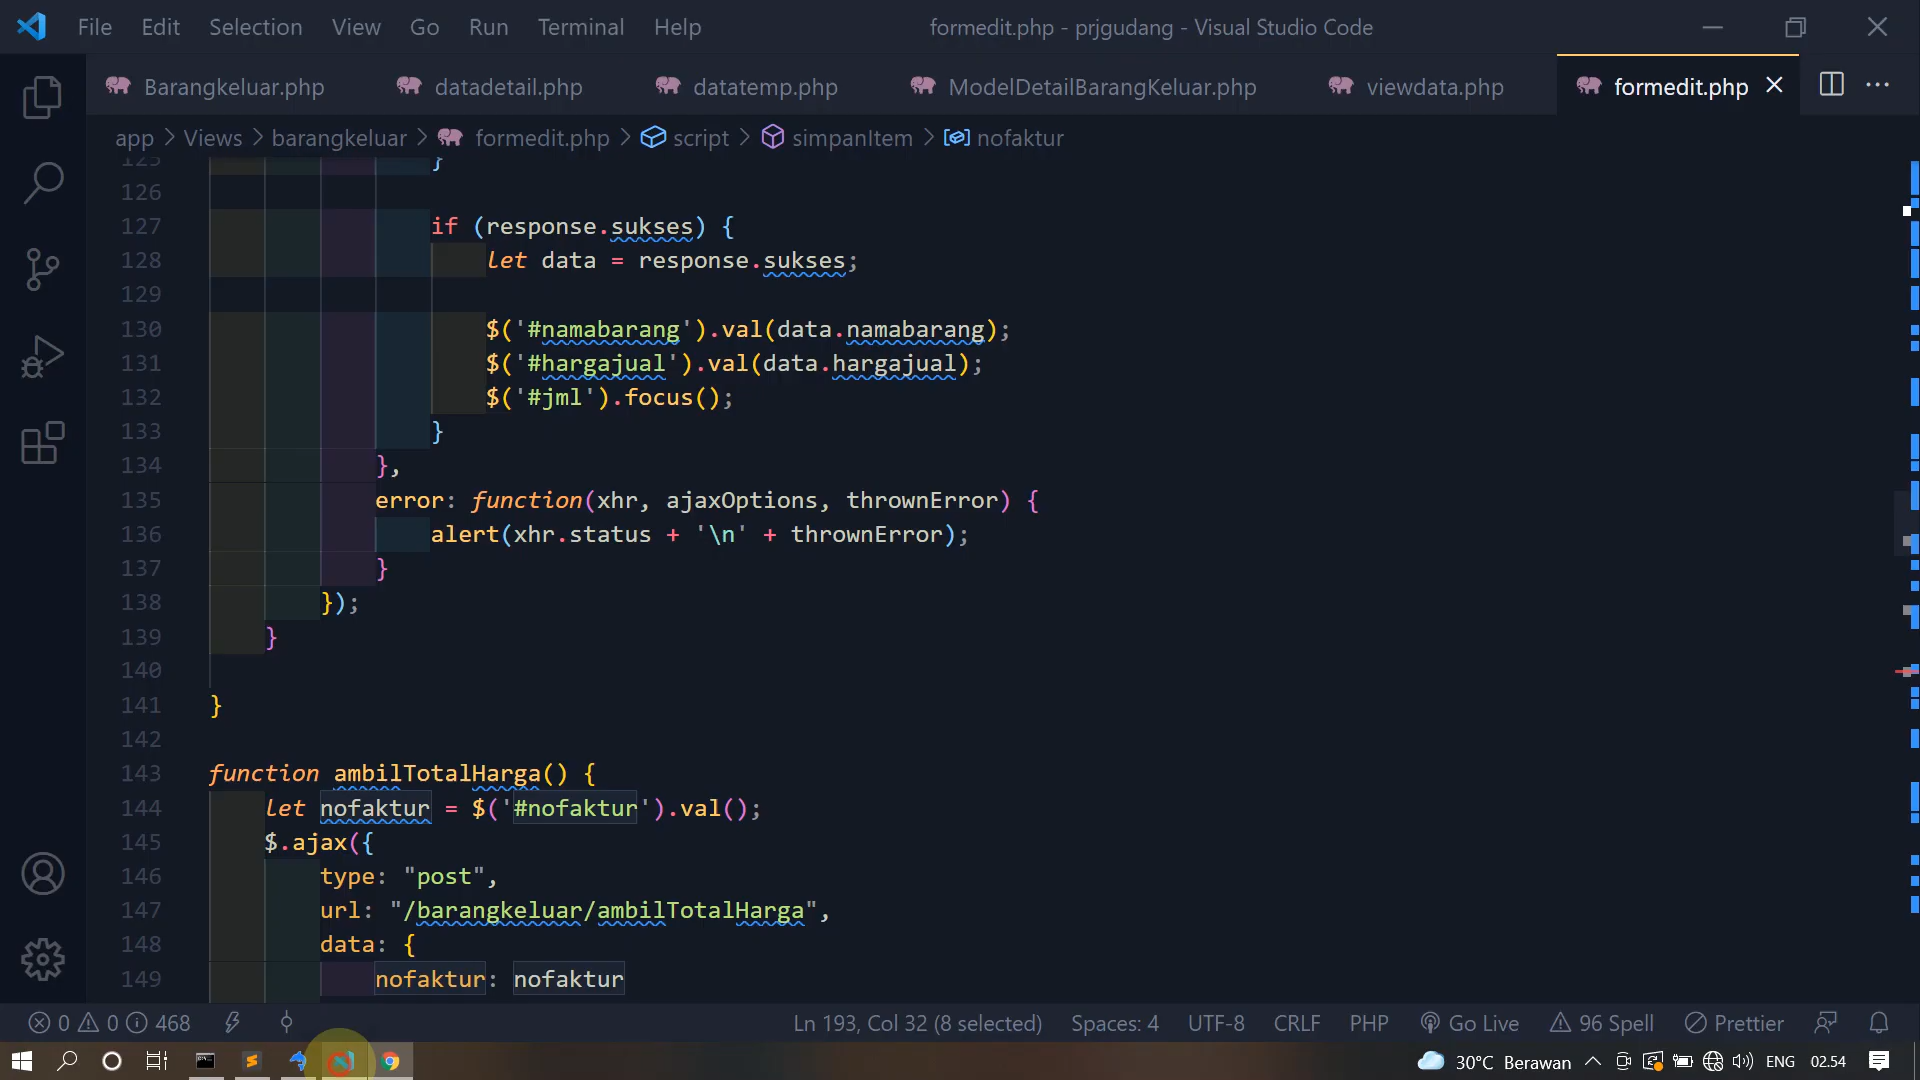 File Edit Selection View Go Run Terminal Help formedit.php - prjgudang - Visual Studio Code
Barangkeluar.php datadetail.php datatemp.php ModelDetailBarangKeluar.php viewdata.php formedit.php
app > Views > barangkeluar > formedit.php > script > simpanItem > nofaktur
125 }
126
127 if (response.sukses) {
128 let data = response.sukses;
129
130 $('#namabarang').val(data.namabarang);
131 $('#hargajual').val(data.hargajual);
132 $('#jml').focus();
133 }
134 },
135 error: function(xhr, ajaxOptions, thrownError) {
136 alert(xhr.status + '\n' + thrownError);
137 }
138 });
139 }
140
141 }
142
143 function ambilTotalHarga() {
144 let nofaktur = $('#nofaktur').val();
145 $.ajax({
146 type: "post",
147 url: "/barangkeluar/ambilTotalHarga",
148 data: {
149 nofaktur: nofaktur
0 0 468 Ln 193, Col 32 (8 selected) Spaces: 4 UTF-8 CRLF PHP Go Live 96 Spell Prettier
30°C Berawan ENG 02.54